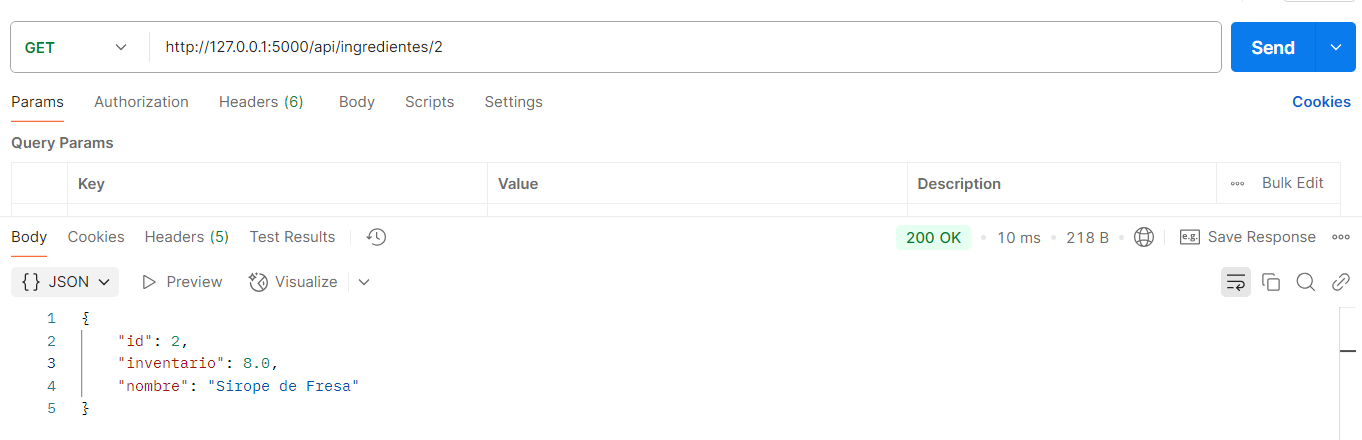 GET http://127.0.0.1:5000/api/ingredientes/2 Send
Params Authorization Headers (6) Body Scripts Settings Cookies
Query Params
Key Value Description Bulk Edit
Body Cookies Headers (5) Test Results 200 OK • 10 ms • 218 B • e.g. Save Response
{} JSON Preview Visualize
1 {
2 "id": 2,
3 "inventario": 8.0,
4 "nombre": "Sirope de Fresa"
5 }